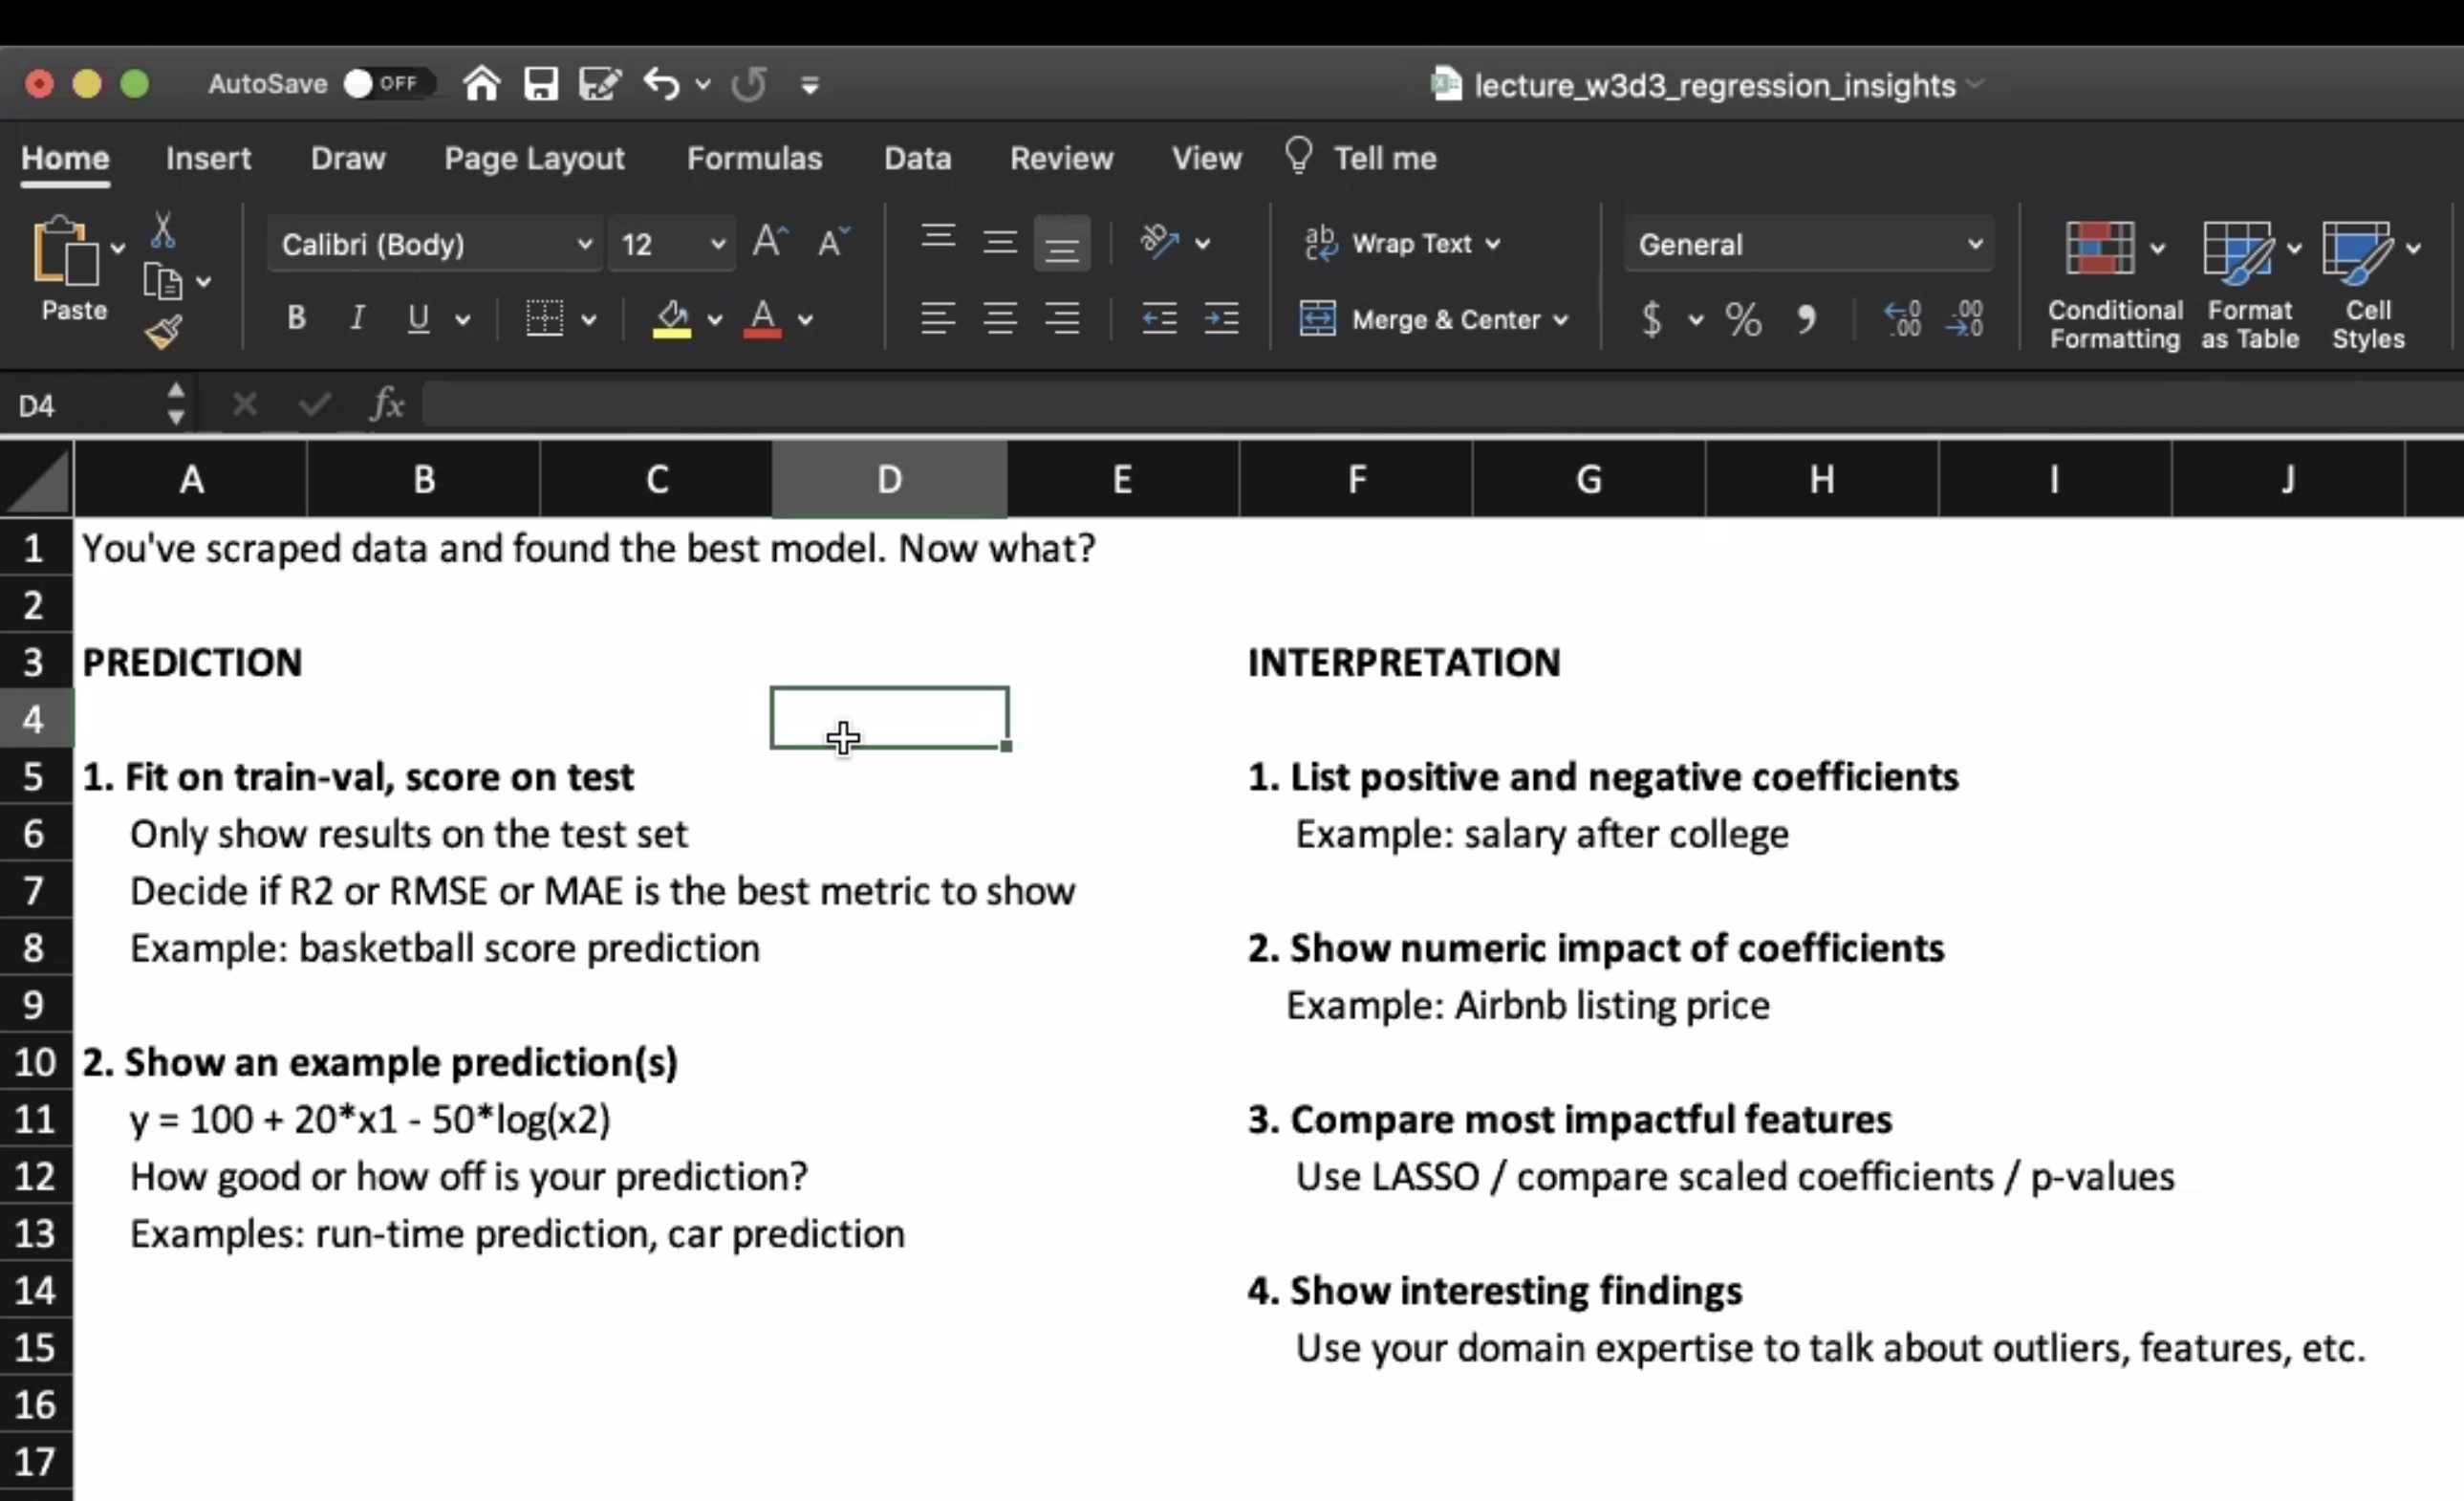 AutoSave OFF
lecture_w3d3_regression_insights
Home Insert Draw Page Layout Formulas Data Review View Tell me
Paste
Calibri (Body) 12 A A
ab Wrap Text
General
B I U A
Merge & Center
$ % 9 .00 .00
Conditional Formatting
Format as Table
Cell Styles
D4 fx
A B C D E F G H I J
1 You've scraped data and found the best model. Now what?
2
3 PREDICTION INTERPRETATION
4
5 1. Fit on train-val, score on test 1. List positive and negative coefficients
6 Only show results on the test set Example: salary after college
7 Decide if R2 or RMSE or MAE is the best metric to show
8 Example: basketball score prediction 2. Show numeric impact of coefficients
9 Example: Airbnb listing price
10 2. Show an example prediction(s)
11 y = 100 + 20*x1 - 50*log(x2) 3. Compare most impactful features
12 How good or how off is your prediction? Use LASSO / compare scaled coefficients / p-values
13 Examples: run-time prediction, car prediction
14 4. Show interesting findings
15 Use your domain expertise to talk about outliers, features, etc.
16
17